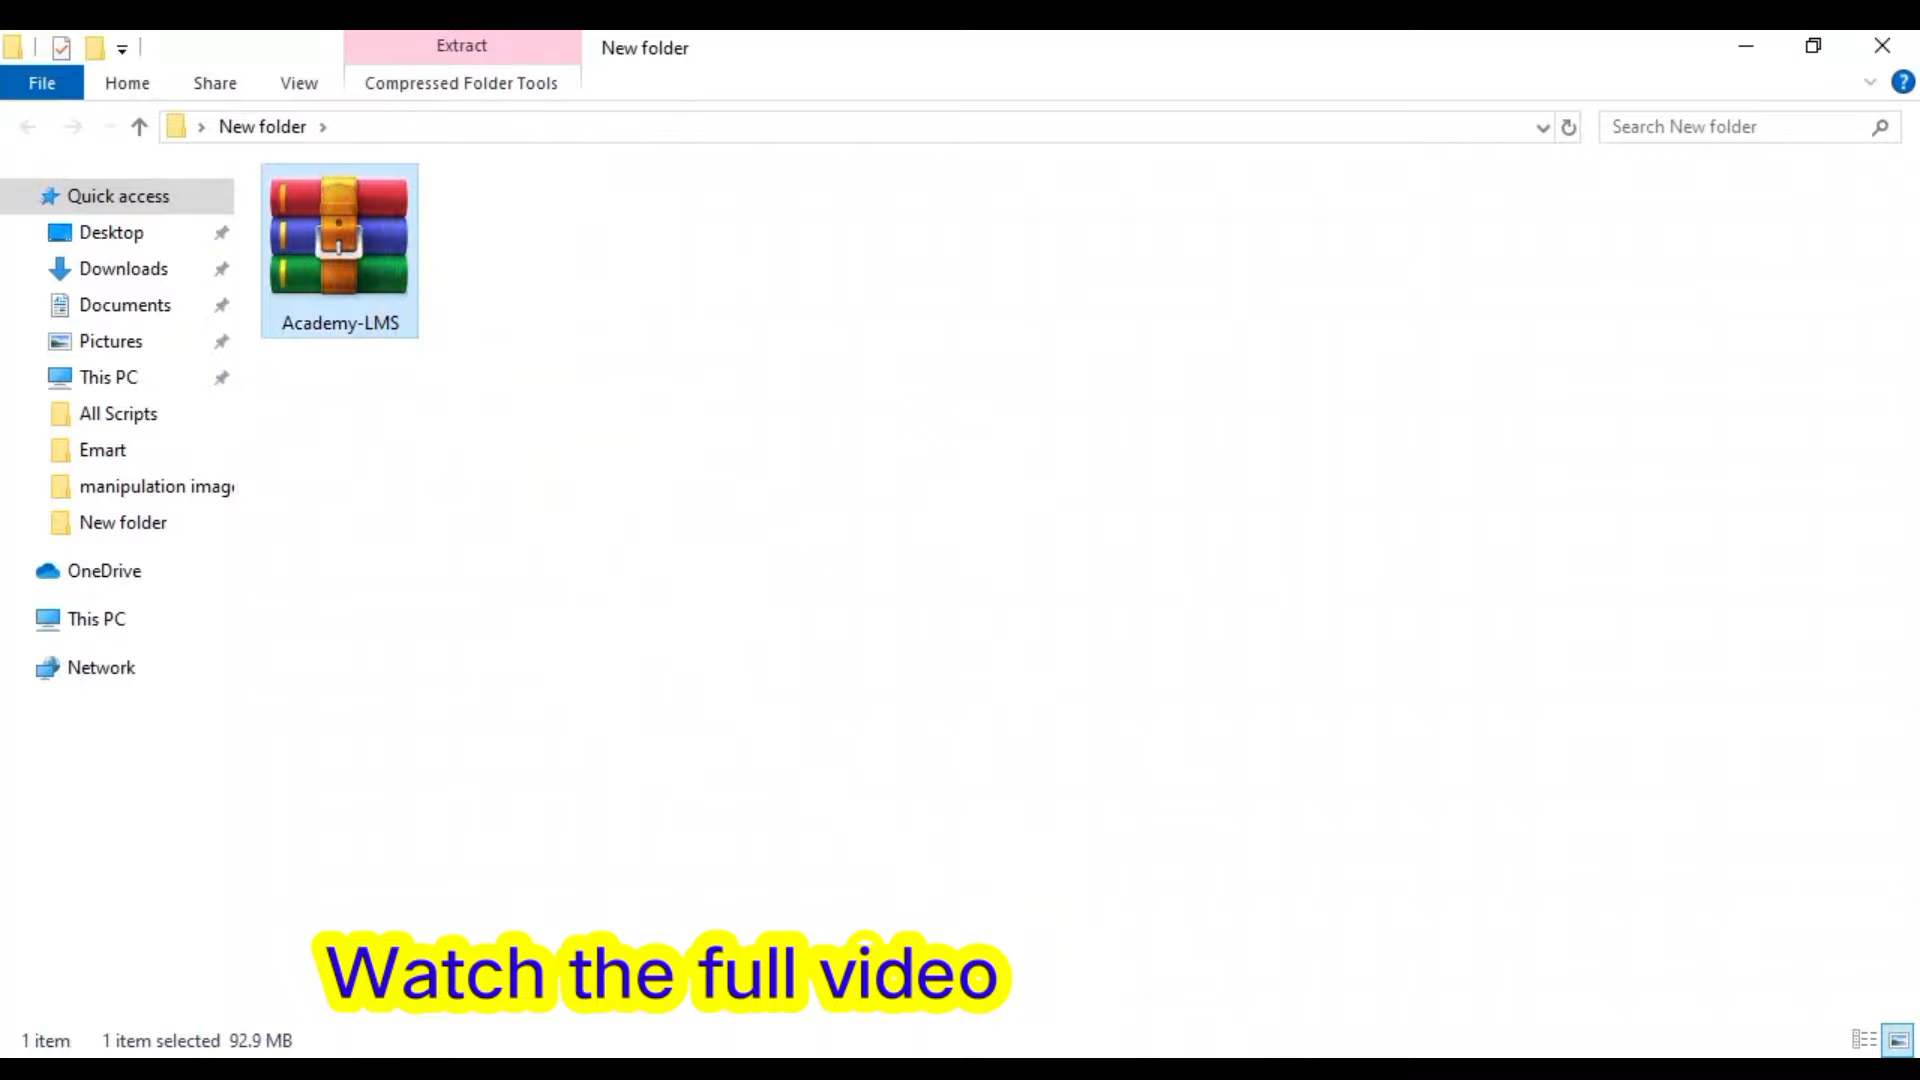 Extract
New folder
File
Home
Share
View
Compressed Folder Tools
New folder
Search New folder
Quick access
Desktop
Downloads
Documents
Pictures
This PC
All Scripts
Emart
manipulation imag
New folder
OneDrive
This PC
Network
Academy-LMS
Watch the full video
1 item
1 item selected 92.9 MB